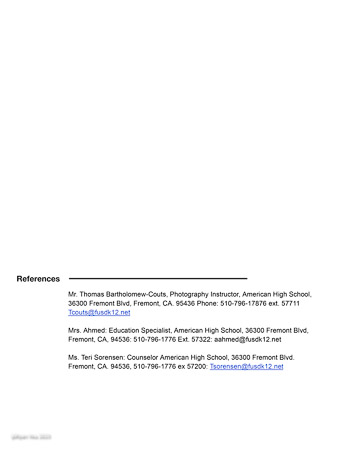 References
Mr. Thomas Bartholomew-Couts, Photography Instructor, American High School,
36300 Fremont Blvd, Fremont, CA. 95436 Phone: 510-796-17876 ext. 57711
Tcouts@fusdk12.net
Mrs. Ahmed: Education Specialist, American High School, 36300 Fremont Blvd,
Fremont, CA, 94536: 510-796-1776 Ext. 57322: aahmed@fusdk12.net
Ms. Teri Sorensen: Counselor American High School, 36300 Fremont Blvd.
Fremont, CA. 94536, 510-796-1776 ex 57200: Tsorensen@fusdk12.net